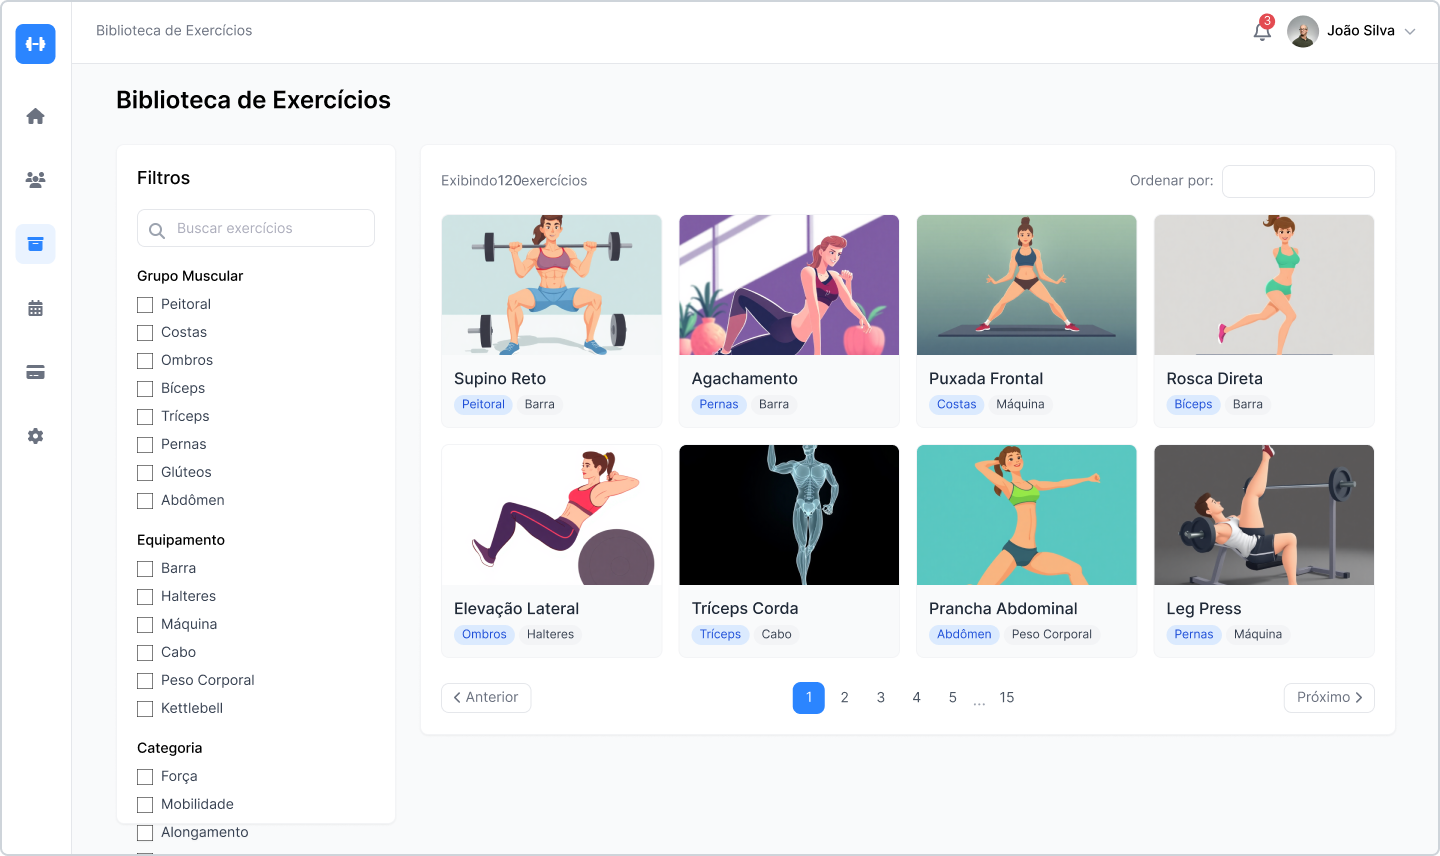 Biblioteca de Exercícios
3
João Silva
Biblioteca de Exercícios
Filtros
Buscar exercícios
Grupo Muscular
Peitoral
Costas
Ombros
Bíceps
Tríceps
Pernas
Glúteos
Abdômen
Equipamento
Barra
Halteres
Máquina
Cabo
Peso Corporal
Kettlebell
Categoria
Força
Mobilidade
Alongamento
Exibindo120exercícios
Ordenar por:
Supino Reto
Peitoral Barra
Agachamento
Pernas Barra
Puxada Frontal
Costas Máquina
Rosca Direta
Bíceps Barra
Elevação Lateral
Ombros Halteres
Tríceps Corda
Tríceps Cabo
Prancha Abdominal
Abdômen Peso Corporal
Leg Press
Pernas Máquina
Anterior 1 2 3 4 5 ... 15 Próximo